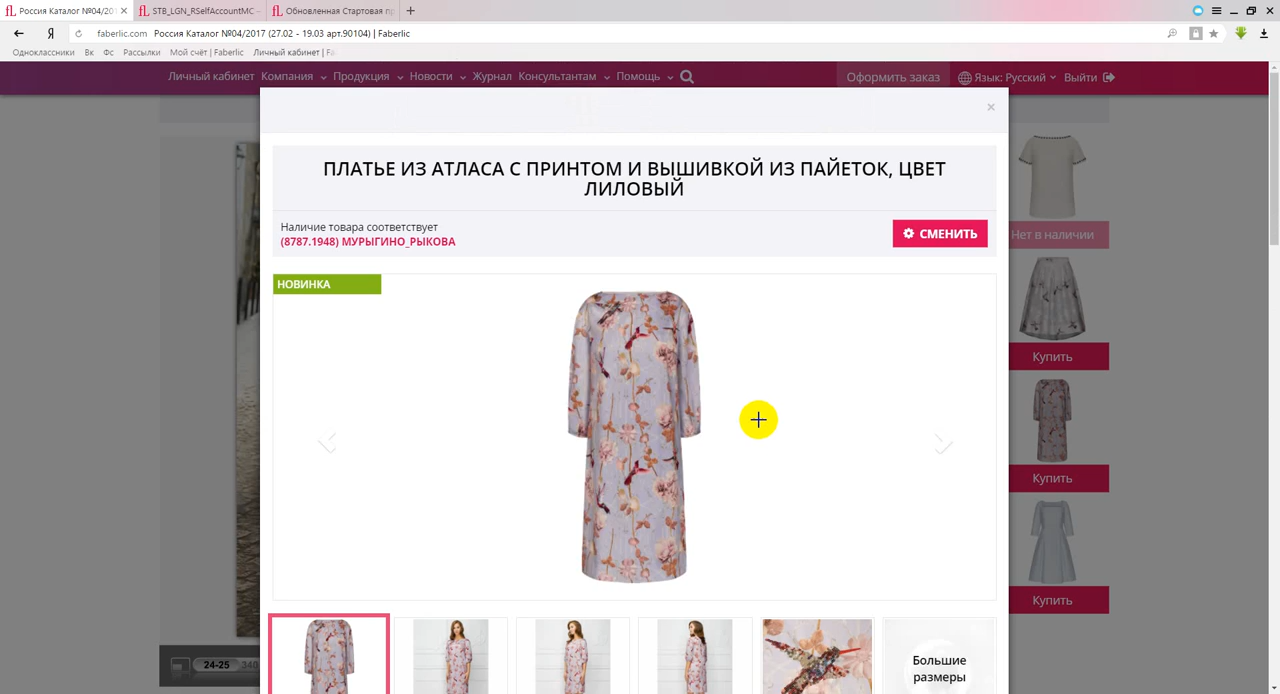 Россия Каталог №04/201
STB_LGN_RSelfAccountMC –
Обновленная Стартовая пр
faberlic.com Россия Каталог №04/2017 (27.02 - 19.03 арт.90104) | Faberlic
Одноклассники Вк Фс Рассылки Мой счёт | Faberlic Личный кабинет | Fa
Личный кабинет Компания Продукция Новости Журнал Консультантам Помощь Оформить заказ Язык: Русский Выйти
ПЛАТЬЕ ИЗ АТЛАСА С ПРИНТОМ И ВЫШИВКОЙ ИЗ ПАЙЕТОК, ЦВЕТ
ЛИЛОВЫЙ
Наличие товара соответствует
(8787.1948) МУРЫГИНО_РЫКОВА
СМЕНИТЬ
НОВИНКА
Нет в наличии
Купить
Купить
Купить
24-25 340
Большие
размеры